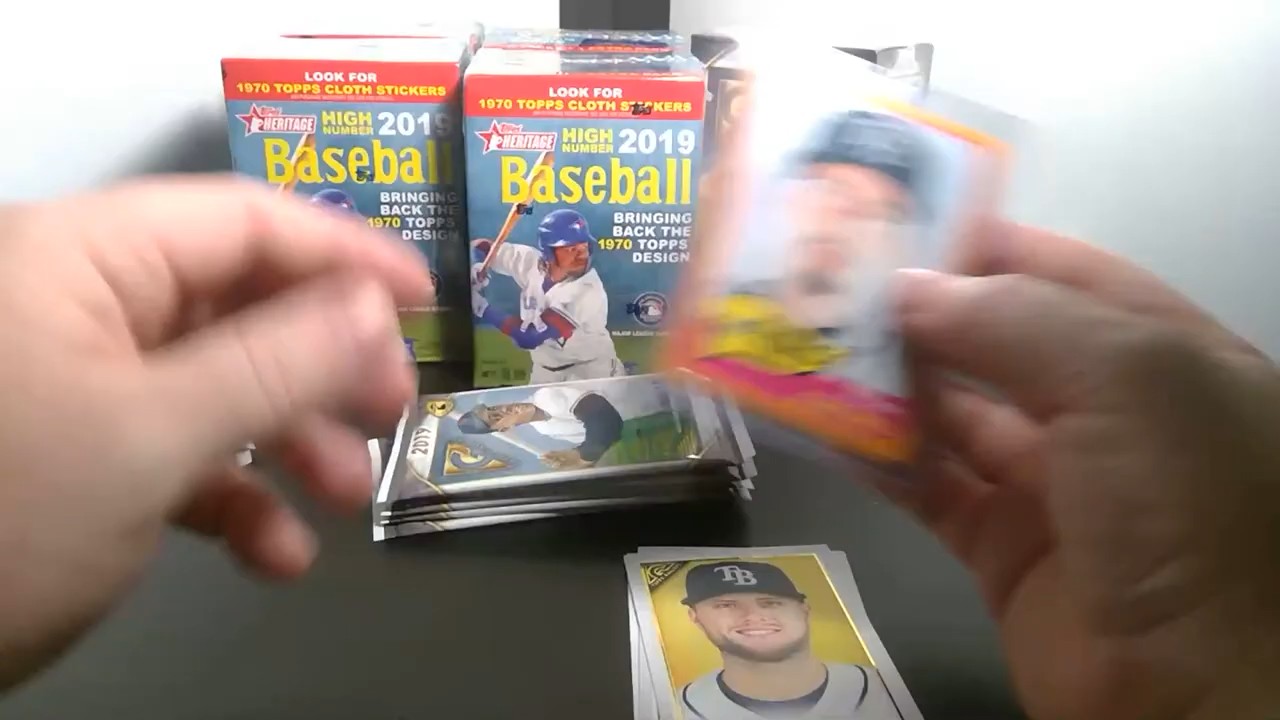 LOOK FOR
1970 TOPPS CLOTH STICKERS
Topps
HERITAGE
HIGH
NUMBER
2019
Baseball
BRINGING
BACK THE
1970 TOPPS
DESIGN
LOOK FOR
1970 TOPPS CLOTH STICKERS
Topps
HERITAGE
HIGH
NUMBER
2019
Baseball
BRINGING
BACK THE
1970 TOPPS
DESIGN
MAJOR LEAGUE
2019
TB